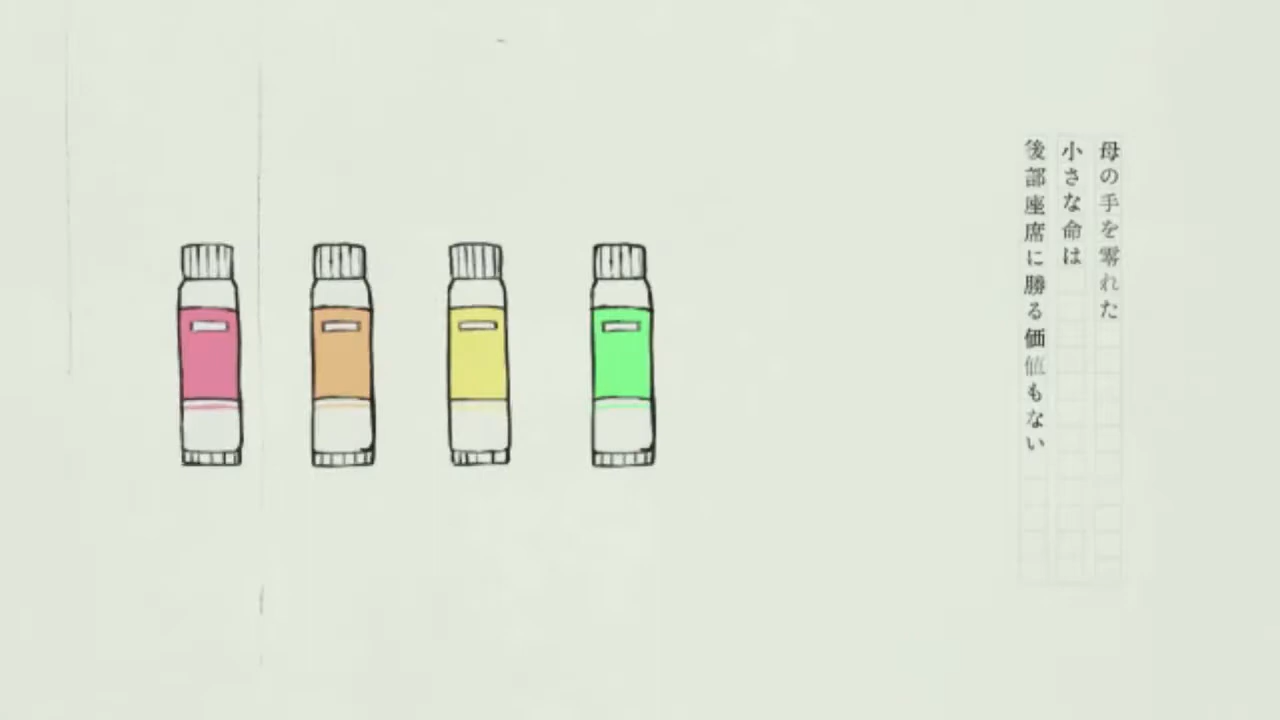 母の手を零れた
小さな命は
後部座席に勝る価値もない